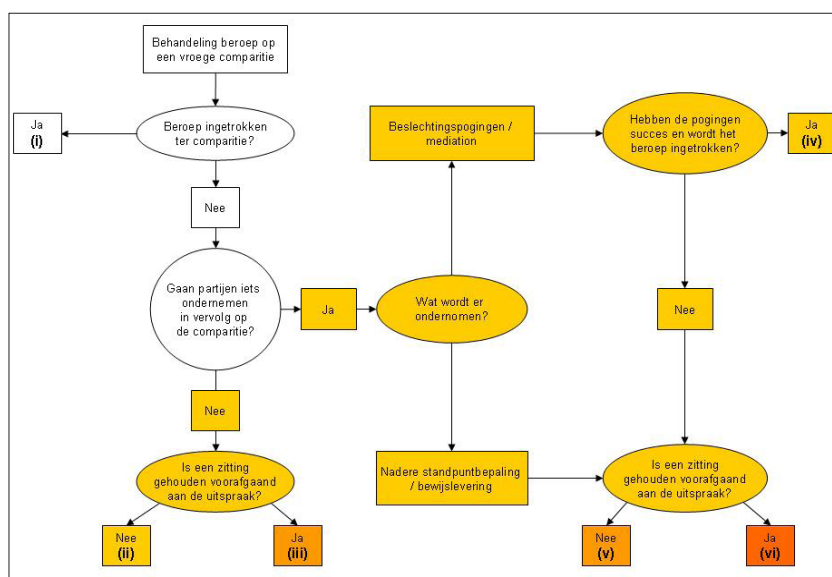 Behandeling beroep op
een vroege comparitie
Ja
(i)
Beroep ingetrokken
ter comparitie?
Nee
Gaan partijen iets
ondernemen
in vervolg op
de comparitie?
Ja
Wat wordt er
ondernomen?
Beslechtingspogingen /
mediation
Hebben de pogingen
succes en wordt het
beroep ingetrokken?
Ja
(iv)
Nee
Nee
Is een zitting
gehouden voorafgaand
aan de uitspraak?
Nee
(ii)
Ja
(iii)
Nadere standpuntbepaling
/ bewijslevering
Is een zitting
gehouden voorafgaand
aan de uitspraak?
Nee
(v)
Ja
(vi)